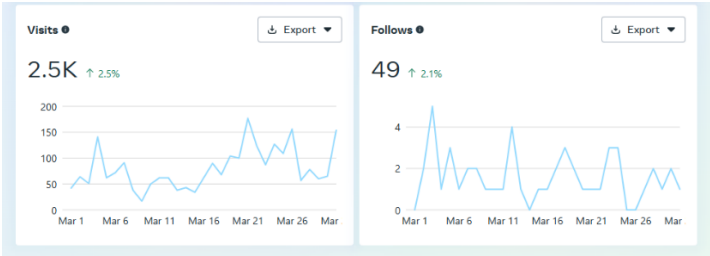 Visits
Export
2.5K ↑ 2.5%
200
150
100
50
0
Mar 1 Mar 6 Mar 11 Mar 16 Mar 21 Mar 26 Mar
Follows
Export
49 ↑ 2.1%
4
2
0
Mar 1 Mar 6 Mar 11 Mar 16 Mar 21 Mar 26 Mar